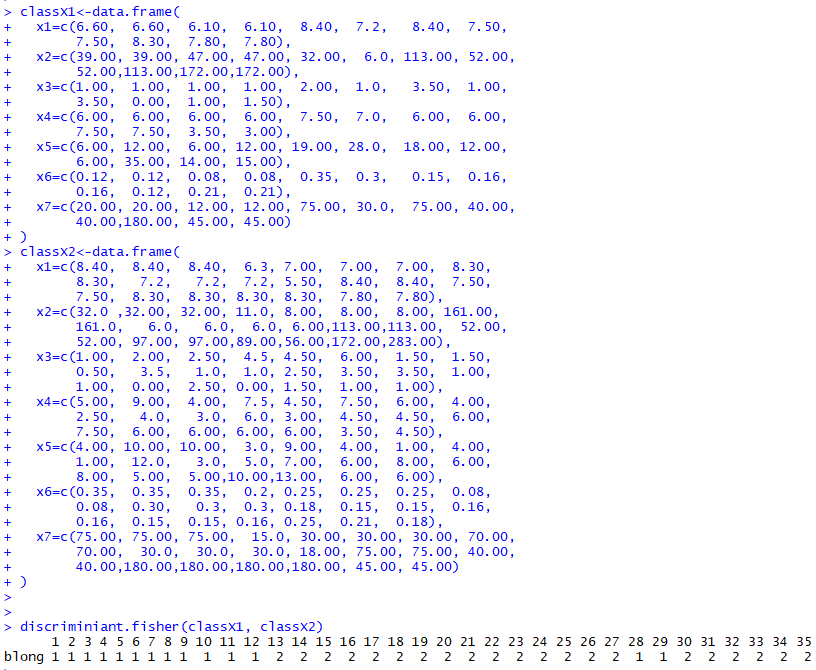 > classX1<-data.frame(
+   x1=c(6.60,  6.60,  6.10,  6.10,  8.40,  7.2,   8.40,  7.50,
+        7.50,  8.30,  7.80,  7.80),
+   x2=c(39.00, 39.00, 47.00, 47.00, 32.00,  6.0, 113.00, 52.00,
+        52.00,113.00,172.00,172.00),
+   x3=c(1.00,  1.00,  1.00,  1.00,  2.00,  1.0,   3.50,  1.00,
+        3.50,  0.00,  1.00,  1.50),
+   x4=c(6.00,  6.00,  6.00,  6.00,  7.50,  7.0,   6.00,  6.00,
+        7.50,  7.50,  3.50,  3.00),
+   x5=c(6.00, 12.00,  6.00, 12.00, 19.00, 28.0,  18.00, 12.00,
+        6.00, 35.00, 14.00, 15.00),
+   x6=c(0.12,  0.12,  0.08,  0.08,  0.35,  0.3,   0.15,  0.16,
+        0.16,  0.12,  0.21,  0.21),
+   x7=c(20.00, 20.00, 12.00, 12.00, 75.00, 30.0,  75.00, 40.00,
+        40.00,180.00, 45.00, 45.00)
+ )
> classX2<-data.frame(
+   x1=c(8.40,  8.40,  8.40,  6.3, 7.00,  7.00,  7.00,  8.30,
+        8.30,   7.2,   7.2,  7.2, 5.50,  8.40,  8.40,  7.50,
+        7.50,  8.30,  8.30, 8.30, 8.30,  7.80,  7.80),
+   x2=c(32.0 ,32.00, 32.00, 11.0, 8.00,  8.00,  8.00, 161.00,
+        161.0,   6.0,   6.0,  6.0, 6.00,113.00,113.00,  52.00,
+        52.00, 97.00, 97.00,89.00,56.00,172.00,283.00),
+   x3=c(1.00,  2.00,  2.50,  4.5, 4.50,  6.00,  1.50,  1.50,
+        0.50,   3.5,   1.0,  1.0, 2.50,  3.50,  3.50,  1.00,
+        1.00,  0.00,  2.50, 0.00, 1.50,  1.00,  1.00),
+   x4=c(5.00,  9.00,  4.00,  7.5, 4.50,  7.50,  6.00,  4.00,
+        2.50,   4.0,   3.0,  6.0, 3.00,  4.50,  4.50,  6.00,
+        7.50,  6.00,  6.00, 6.00, 6.00,  3.50,  4.50),
+   x5=c(4.00, 10.00, 10.00,  3.0, 9.00,  4.00,  1.00,  4.00,
+        1.00,  12.0,   3.0,  5.0, 7.00,  6.00,  8.00,  6.00,
+        8.00,  5.00,  5.00,10.00,13.00,  6.00,  6.00),
+   x6=c(0.35,  0.35,  0.35,  0.2, 0.25,  0.25,  0.25,  0.08,
+        0.08,  0.30,   0.3,  0.3, 0.18,  0.15,  0.15,  0.16,
+        0.16,  0.15,  0.15, 0.16, 0.25,  0.21,  0.18),
+   x7=c(75.00, 75.00, 75.00,  15.0, 30.00, 30.00, 30.00, 70.00,
+        70.00,  30.0,  30.0,  30.0, 18.00, 75.00, 75.00, 40.00,
+        40.00,180.00,180.00,180.00,180.00, 45.00, 45.00)
+ )
>
>
> discriminiant.fisher(classX1, classX2)
      1 2 3 4 5 6 7 8 9 10 11 12 13 14 15 16 17 18 19 20 21 22 23 24 25 26 27 28 29 30 31 32 33 34 35
blong 1 1 1 1 1 1 1 1 1  1  1  1  2  2  2  2  2  2  2  2  2  2  2  2  2  2  2  1  1  2  2  2  2  2  2